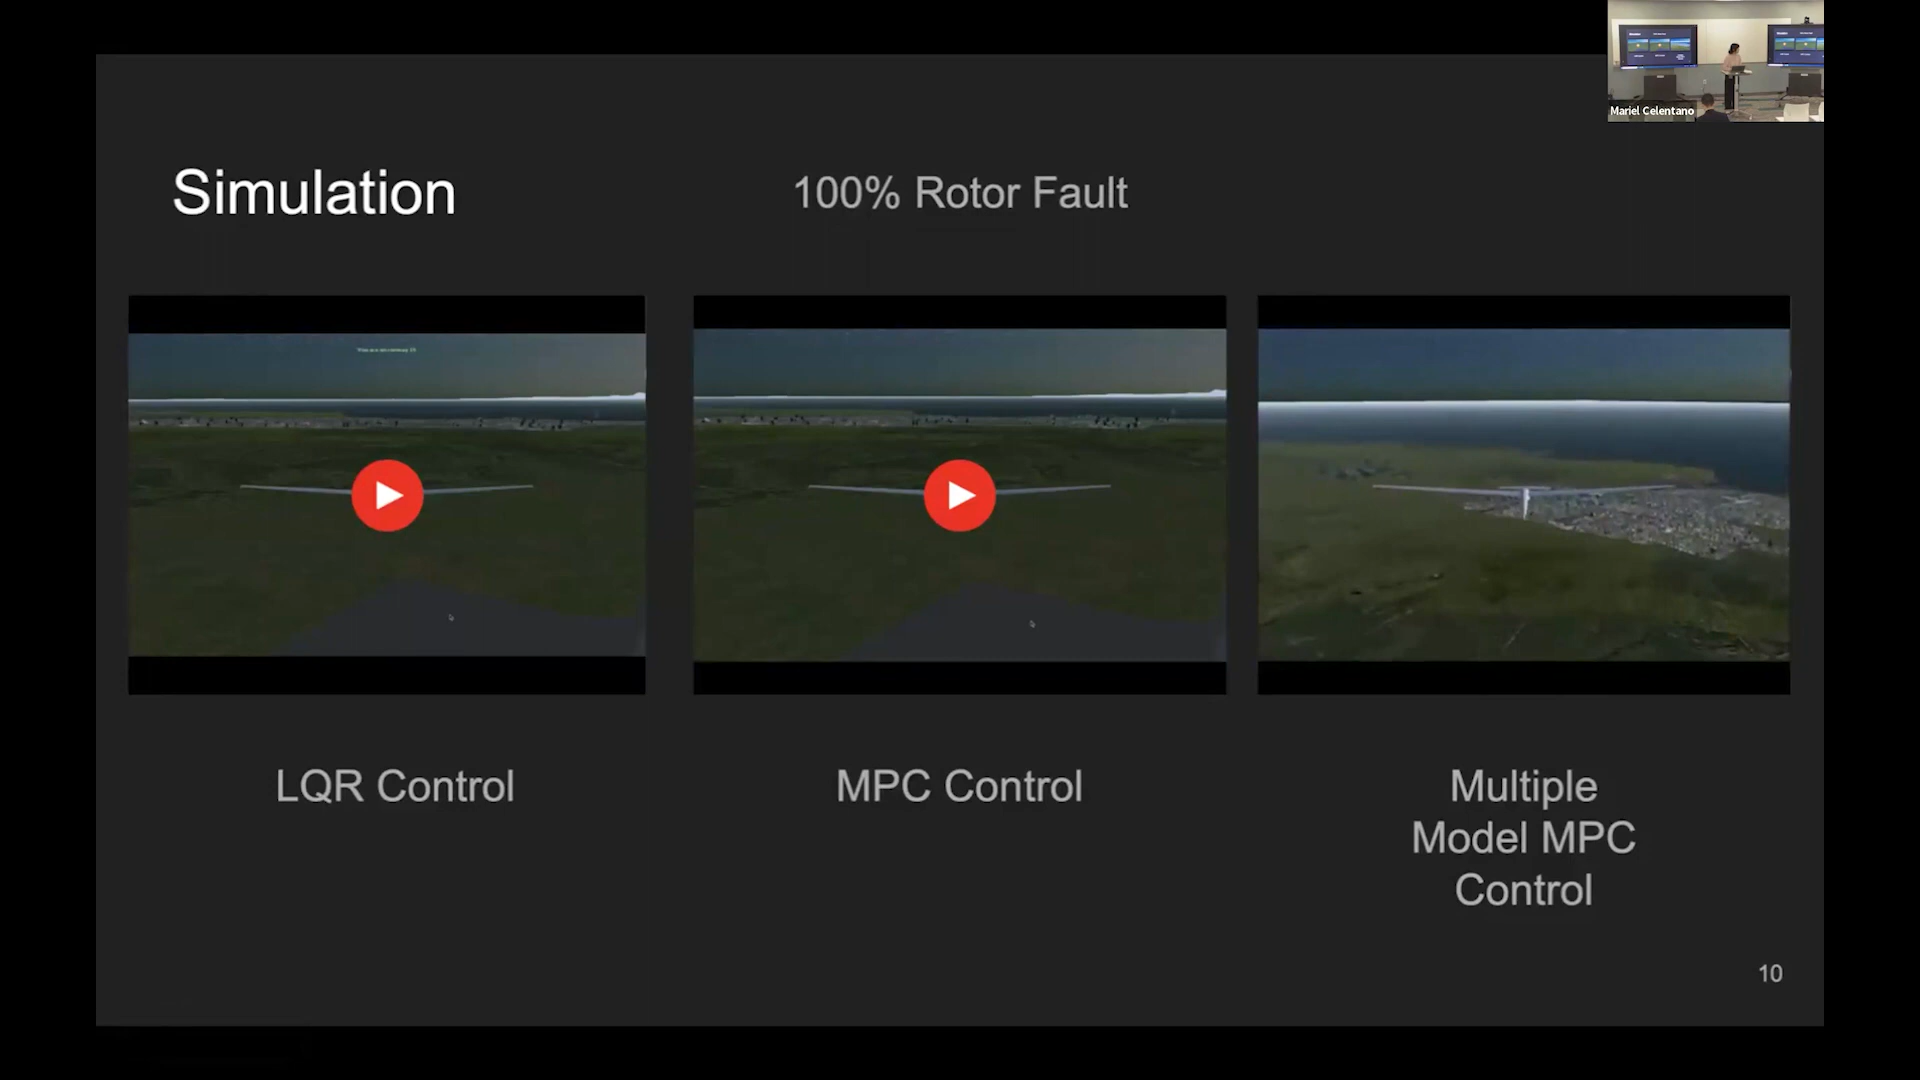 Mariel Celentano
Simulation
100% Rotor Fault
LQR Control
MPC Control
Multiple
Model MPC
Control
10